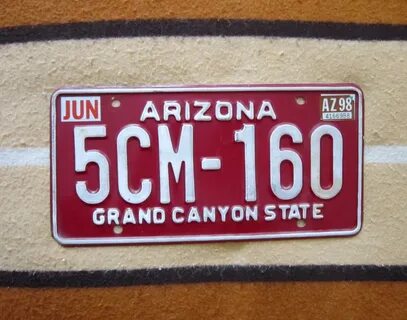 JUN ARIZONA AZ 98
5CM-160
GRAND CANYON STATE